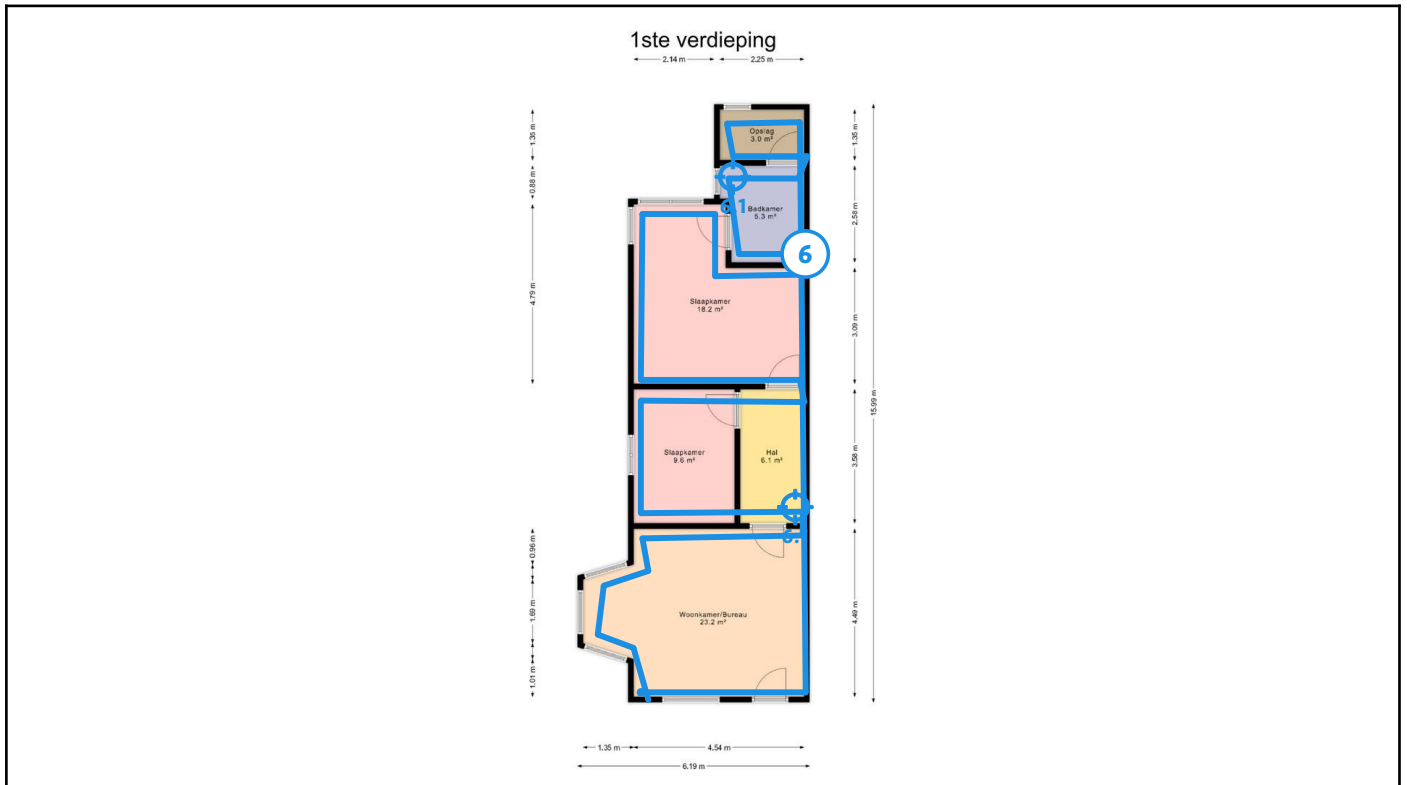 1ste verdieping
2.14 m
2.25 m
1.35 m
0.88 m
4.79 m
0.96 m
1.69 m
1.01 m
Opslag
3.0 m²
6.1
Badkamer
5.3 m²
6
Slaapkamer
18.2 m²
Slaapkamer
9.6 m²
Hal
6.1 m²
6.
Woonkamer/Bureau
23.2 m²
1.35 m
2.58 m
3.09 m
3.58 m
4.49 m
15.99 m
1.35 m
4.54 m
6.19 m